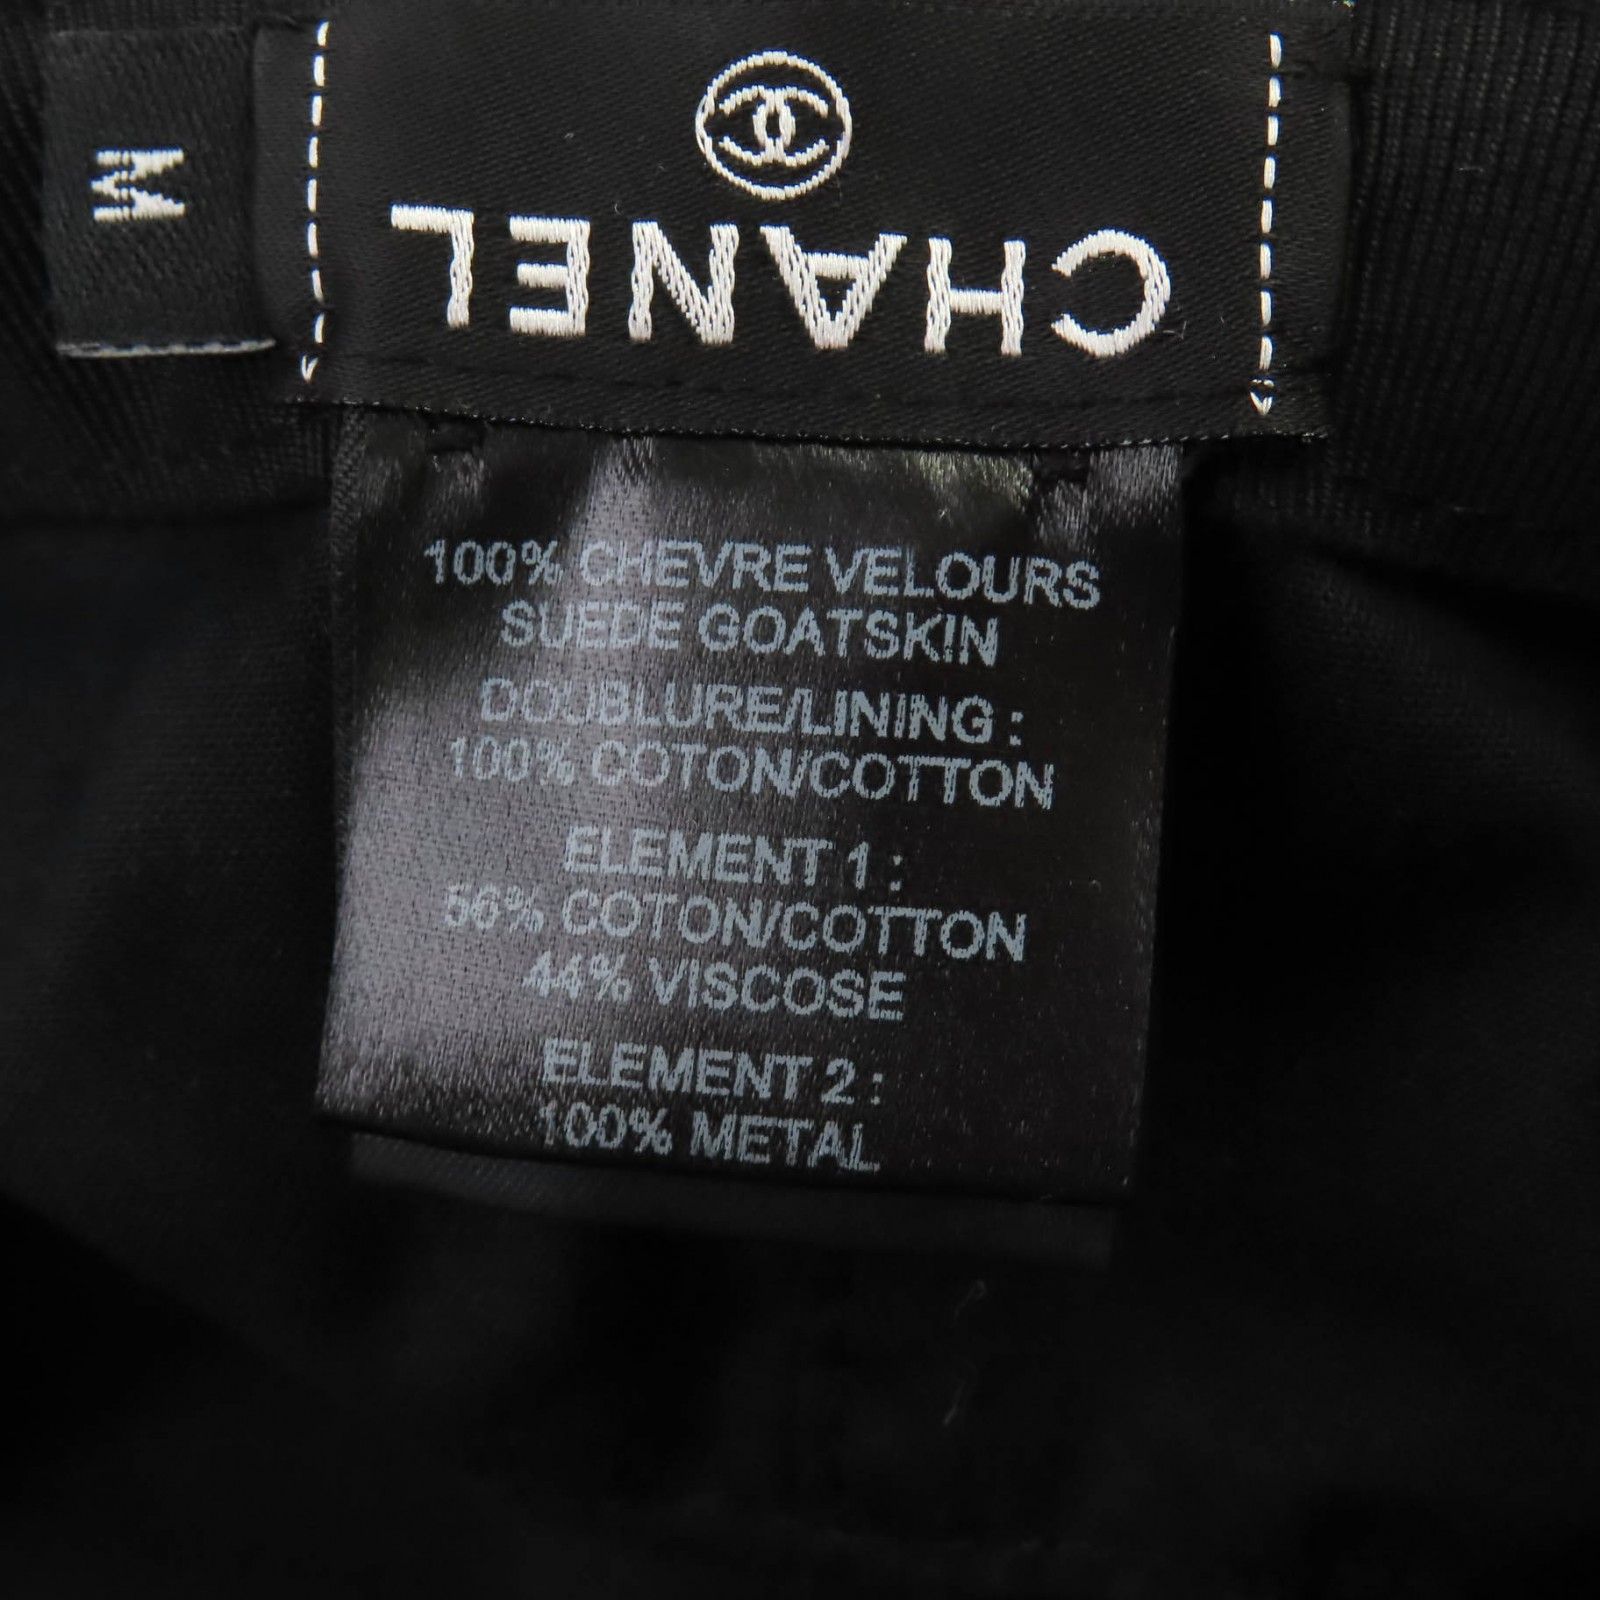 M
CHANEL
100% CHEVRE VELOURS
SUEDE GOATSKIN
DOUBLURE/LINING :
100% COTON/COTTON
ELEMENT 1 :
56% COTON/COTTON
44% VISCOSE
ELEMENT 2 :
100% METAL